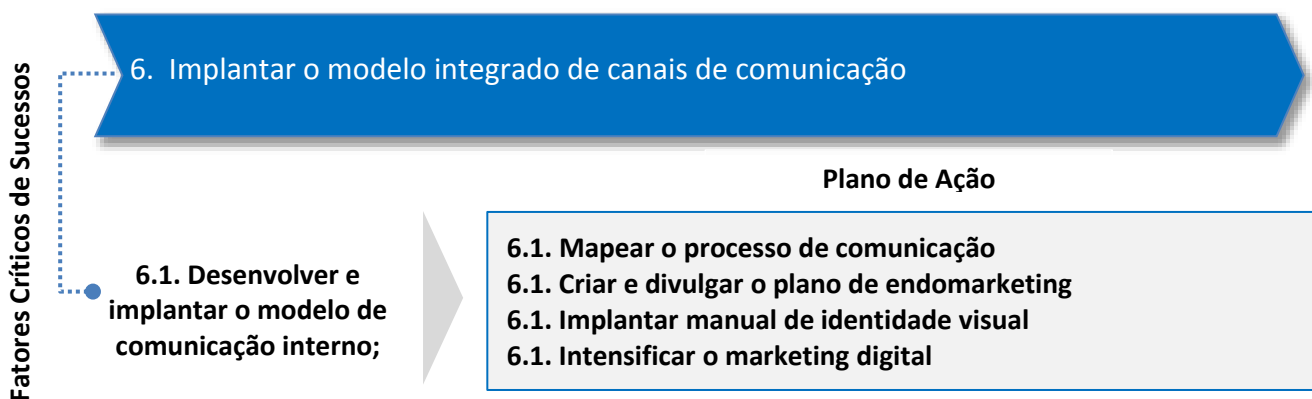 6. Implantar o modelo integrado de canais de comunicação
Fatores Críticos de Sucessos
Plano de Ação
6.1. Desenvolver e
implantar o modelo de
comunicação interno;
6.1. Mapear o processo de comunicação
6.1. Criar e divulgar o plano de endomarketing
6.1. Implantar manual de identidade visual
6.1. Intensificar o marketing digital